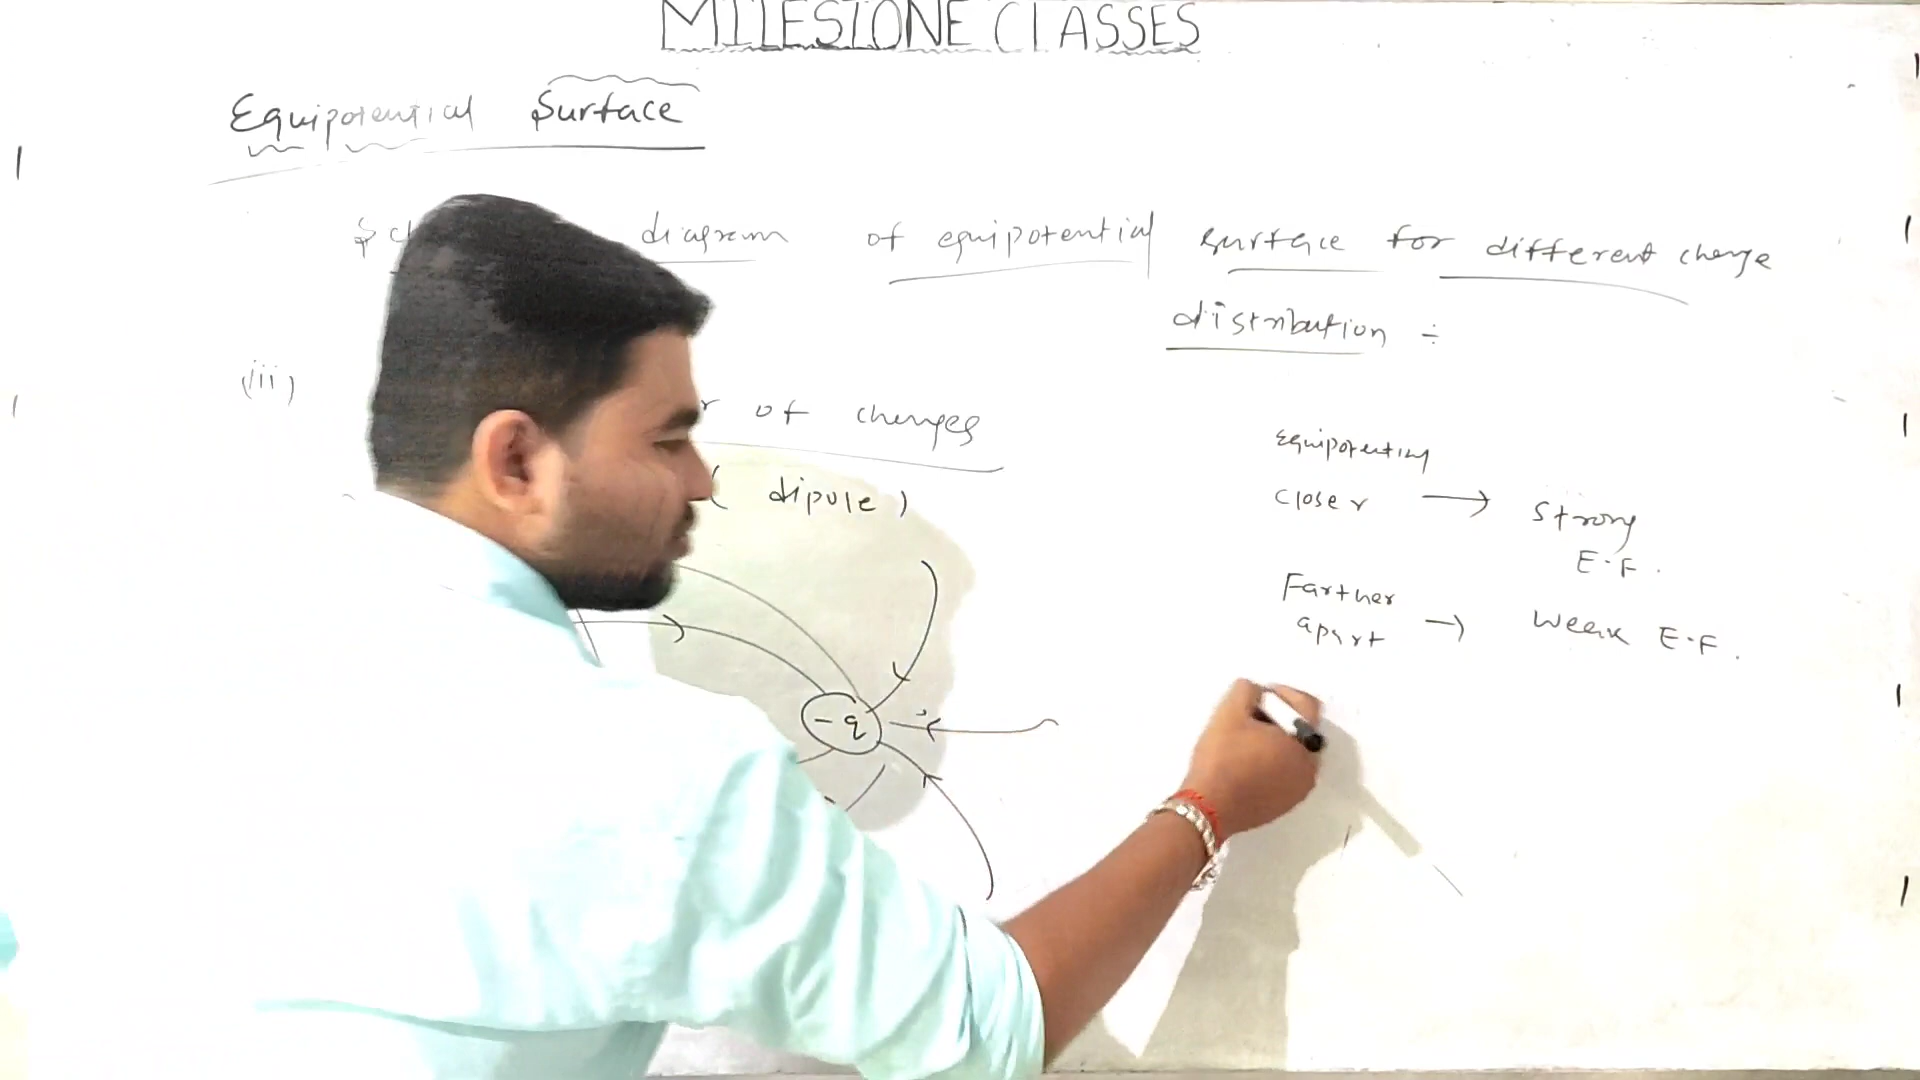 MILESTONE CLASSES
Equipotential Surface
diagram of equipotential surface for different charge
distribution ÷
(iii)
of charges
(dipole)
Equipotential
closer → Strong
E.F.
Farther
apart → Weak E.F.
-q